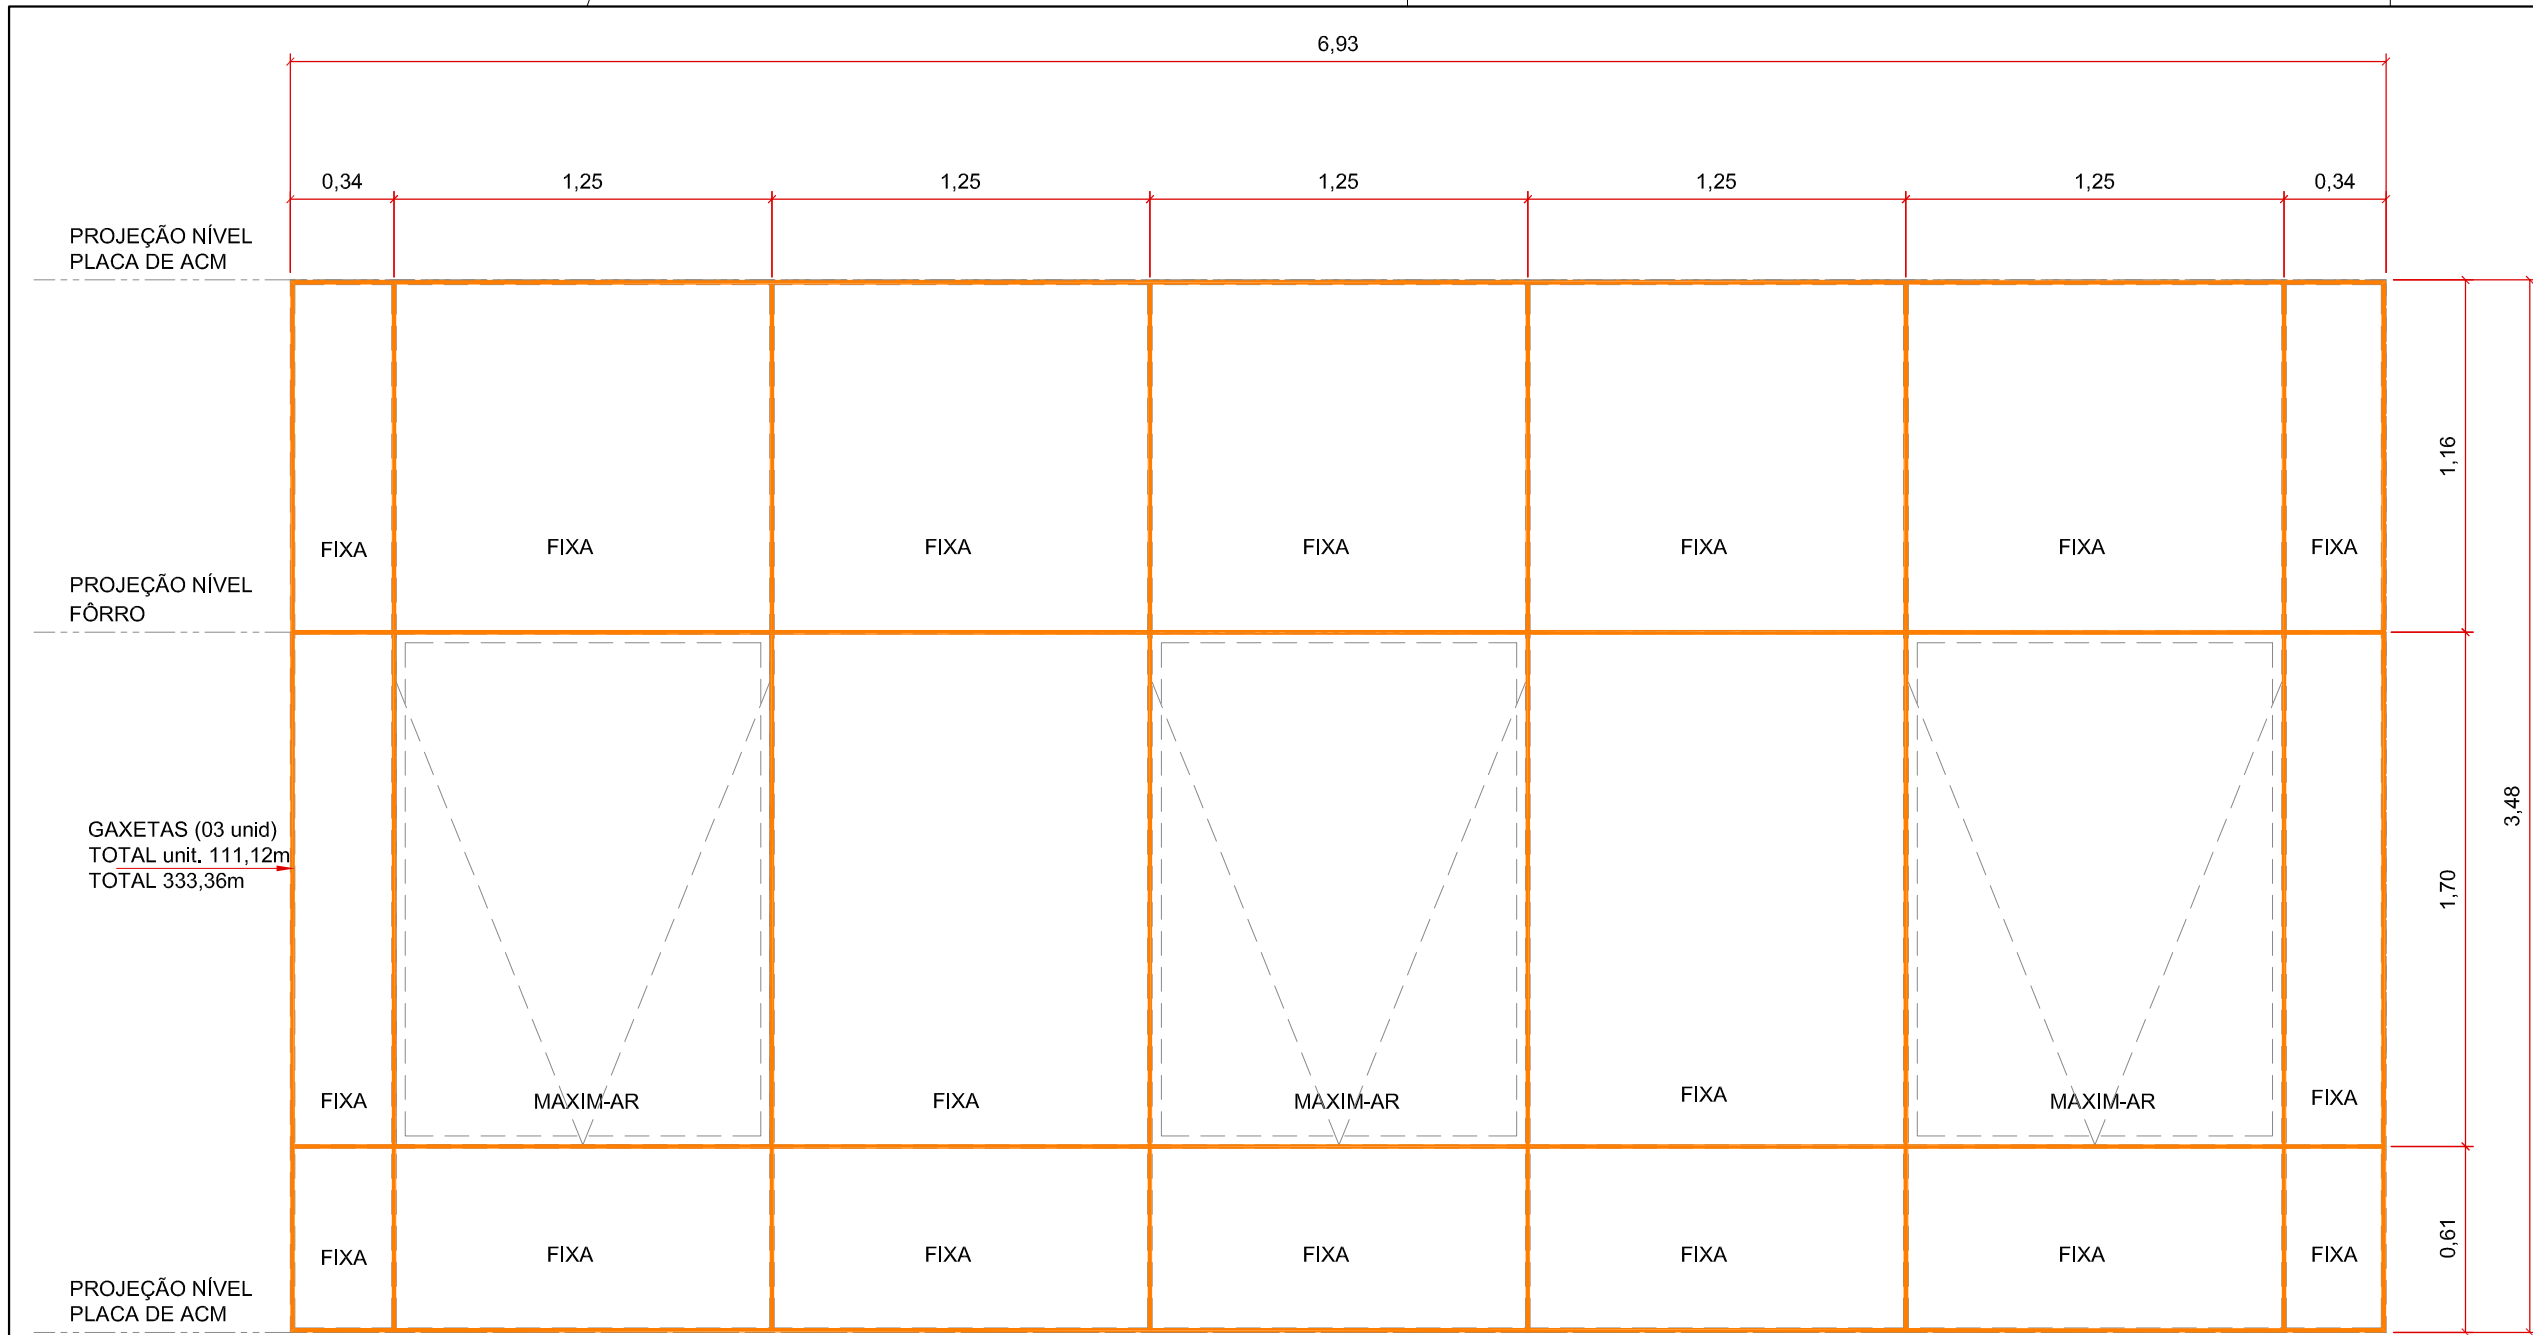 6,93
0,34
1,25
1,25
1,25
1,25
1,25
0,34
PROJEÇÃO NÍVEL
PLACA DE ACM
1,16
FIXA
FIXA
FIXA
FIXA
FIXA
FIXA
FIXA
PROJEÇÃO NÍVEL
FÔRRO
GAXETAS (03 unid)
TOTAL unit. 111,12m
TOTAL 333,36m
3,48
1,70
FIXA
MAXIM-AR
FIXA
MAXIM-AR
FIXA
MAXIM-AR
FIXA
FIXA
FIXA
FIXA
FIXA
FIXA
FIXA
FIXA
0,61
PROJEÇÃO NÍVEL
PLACA DE ACM